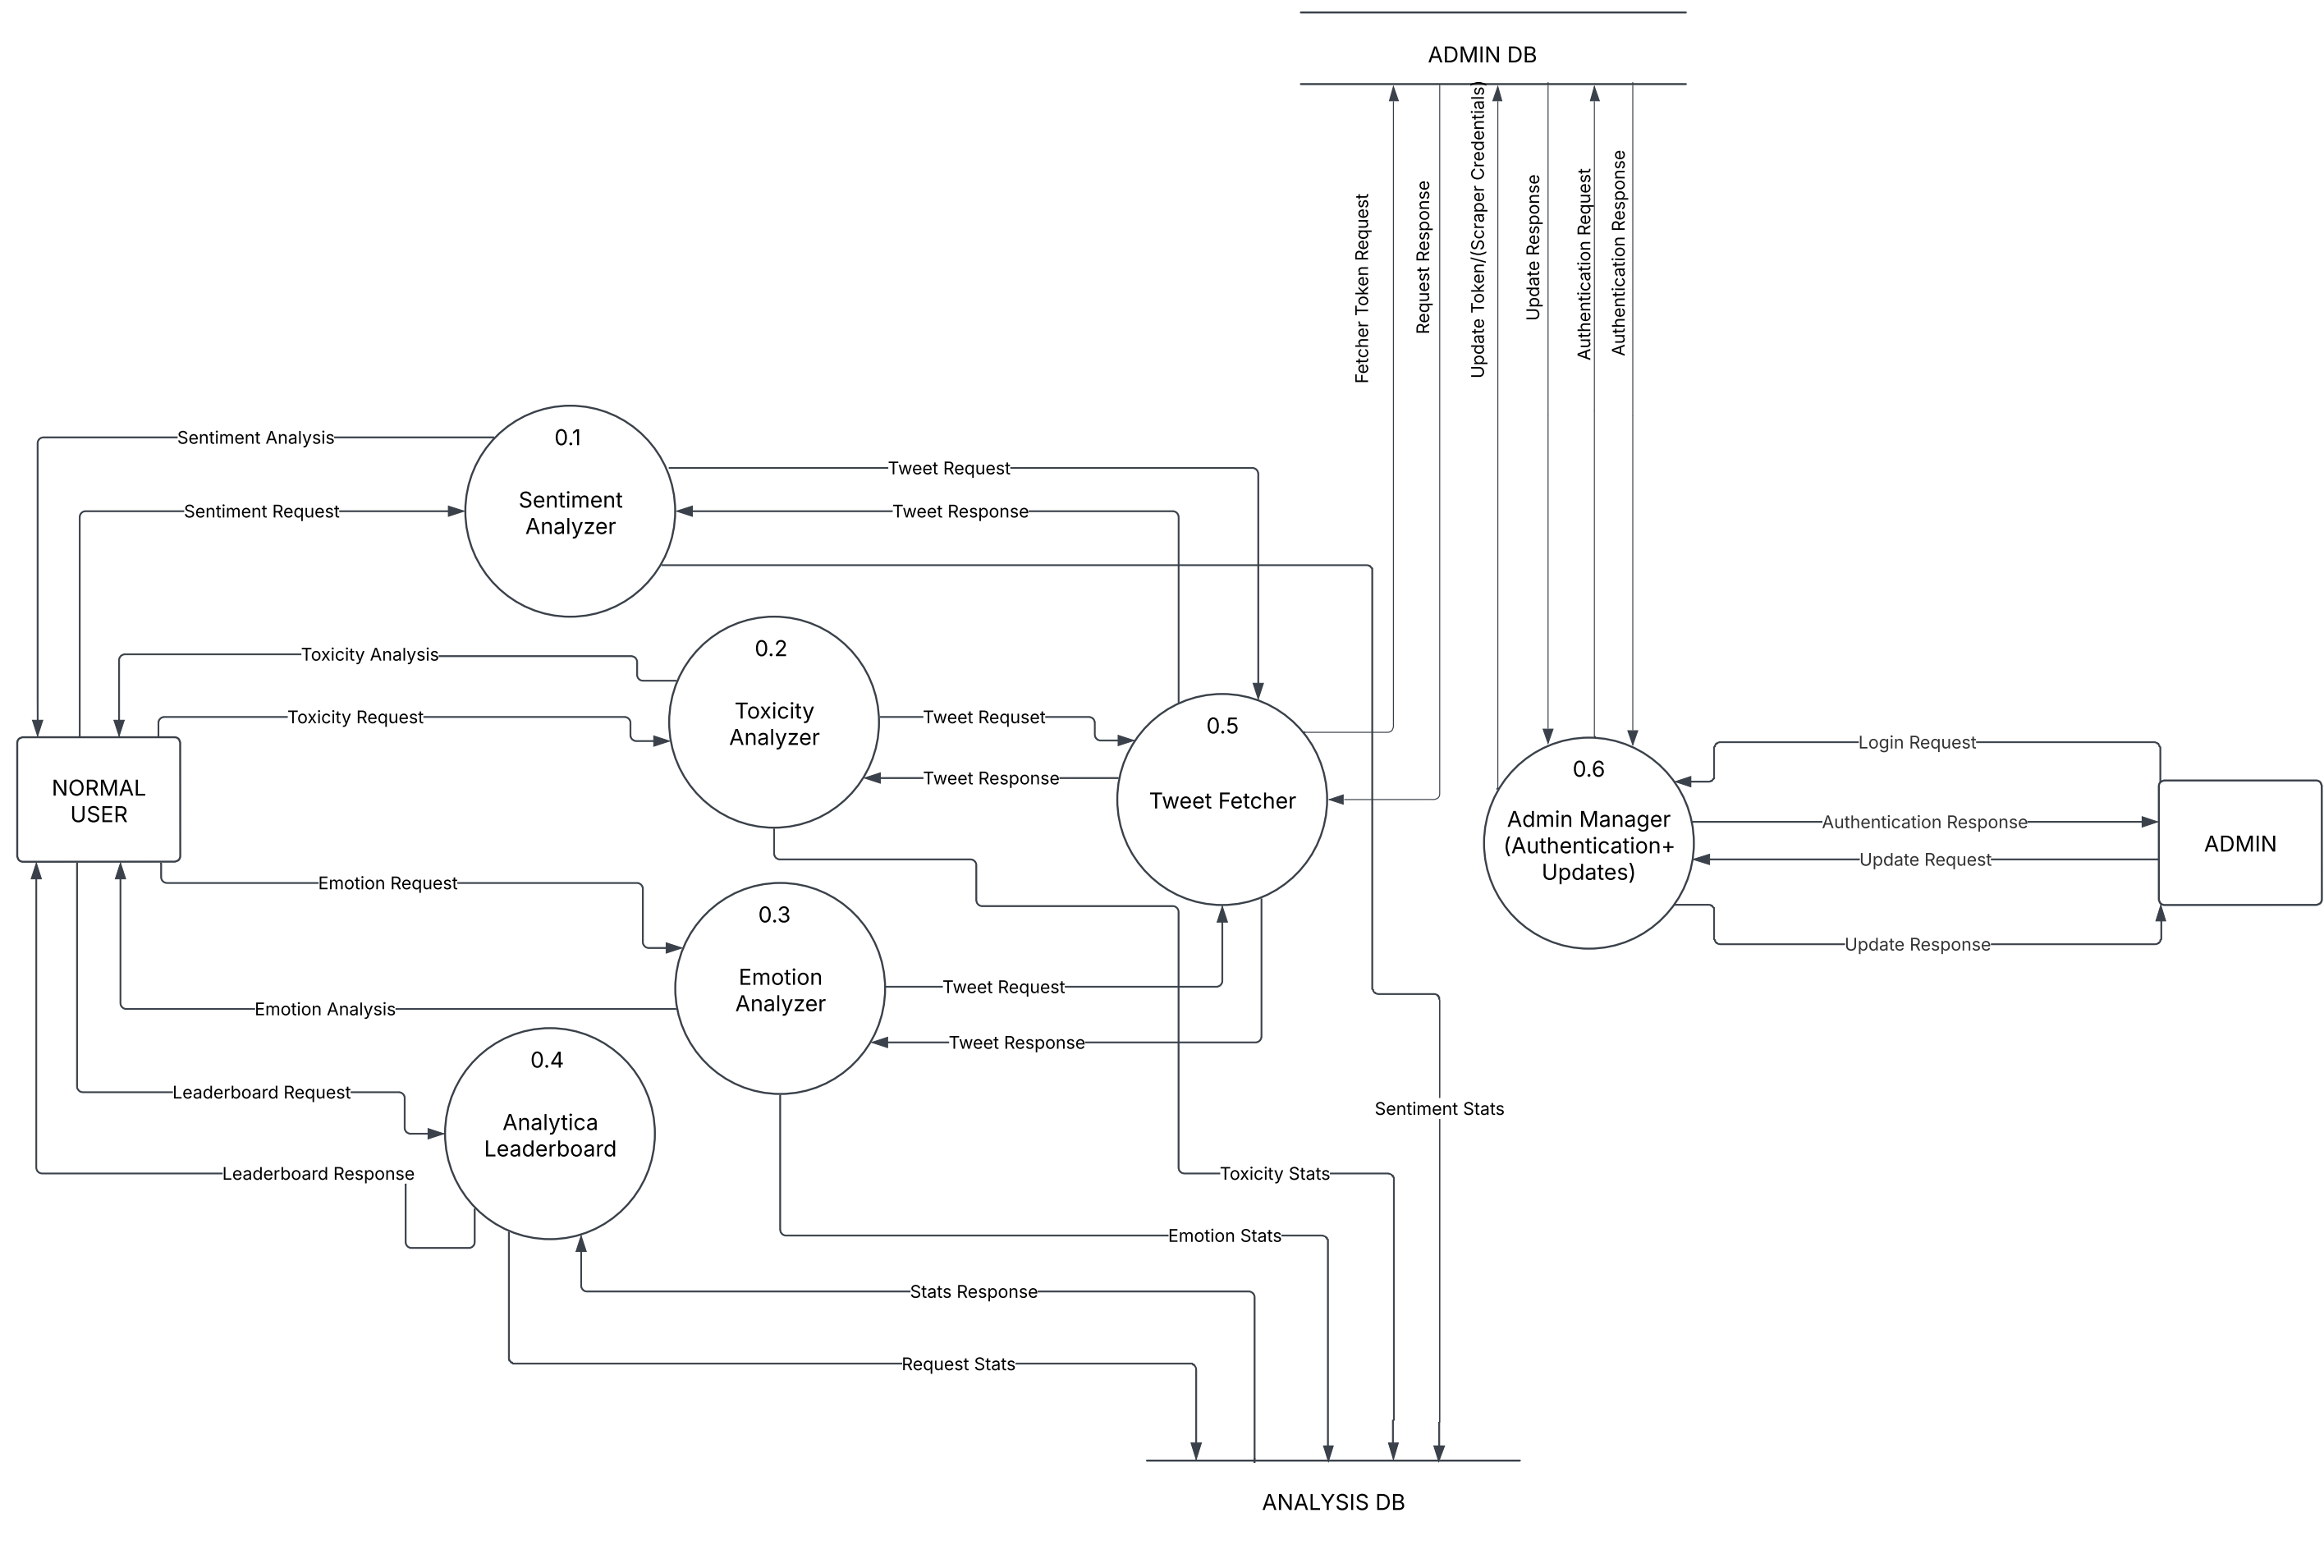 ADMIN DB
Fetcher Token Request
Request Response
Update Token/(Scraper Credentials)
Update Response
Authentication Request
Authentication Response
0.1
Sentiment
Analyzer
Sentiment Analysis
Sentiment Request
Tweet Request
Tweet Response
0.2
Toxicity
Analyzer
Toxicity Analysis
Toxicity Request
Tweet Requset
Tweet Response
0.5
Tweet Fetcher
NORMAL
USER
0.6
Admin Manager
(Authentication+
Updates)
Login Request
Authentication Response
Update Request
Update Response
ADMIN
Emotion Request
0.3
Emotion
Analyzer
Emotion Analysis
Tweet Request
Tweet Response
0.4
Analytica
Leaderboard
Leaderboard Request
Leaderboard Response
Sentiment Stats
Toxicity Stats
Emotion Stats
Stats Response
Request Stats
ANALYSIS DB